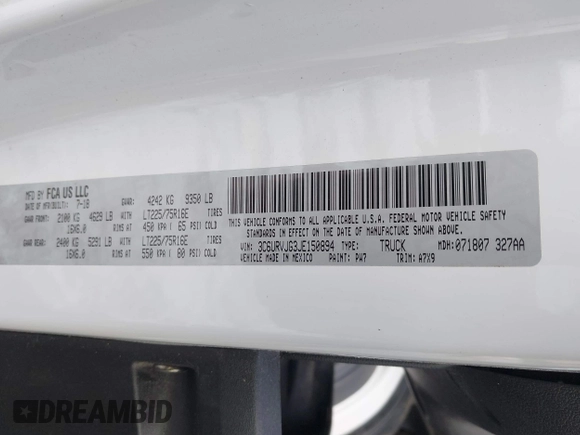 MFD BY FCA US LLC
DATE OF MFR 7-18 GVWR: 4242 KG 9350 LB
GAWR FRONT: 2100 KG 4629 LB WITH LT225/75R16E TIRES
16X6.0 RIMS AT 450 KPA ( 65 PSI) COLD
GAWR REAR: 2400 KG 5291 LB WITH LT225/75R16E TIRES
16X6.0 RIMS AT 550 KPA ( 80 PSI) COLD
THIS VEHICLE CONFORMS TO ALL APPLICABLE U.S.A. FEDERAL MOTOR VEHICLE SAFETY
STANDARDS IN EFFECT ON THE DATE OF MANUFACTURE SHOWN ABOVE.
VIN: 3C6URVJG3JE150894 TYPE: TRUCK MDH: 071807 327AA
VEHICLE MADE IN MEXICO PAINT: PW7 TRIM: A7X9
DREAMBID